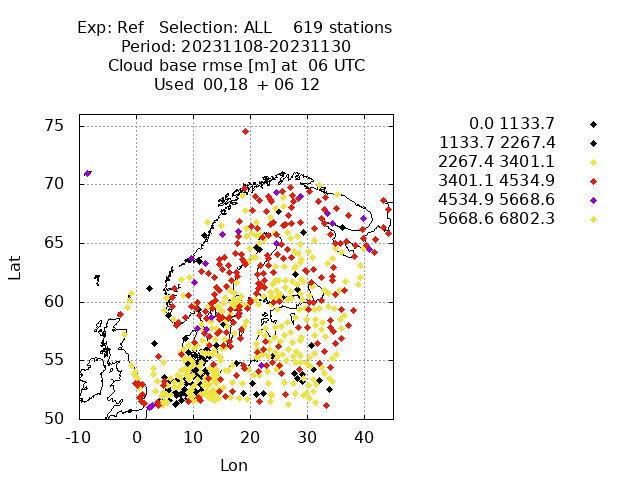 Exp: Ref   Selection: ALL    619 stations
Period: 20231108-20231130
Cloud base rmse [m] at  06 UTC
Used  00,18  + 06 12
0.0 1133.7
1133.7 2267.4
2267.4 3401.1
3401.1 4534.9
4534.9 5668.6
5668.6 6802.3
75
70
65
60
55
50
Lat
-10 0 10 20 30 40
Lon